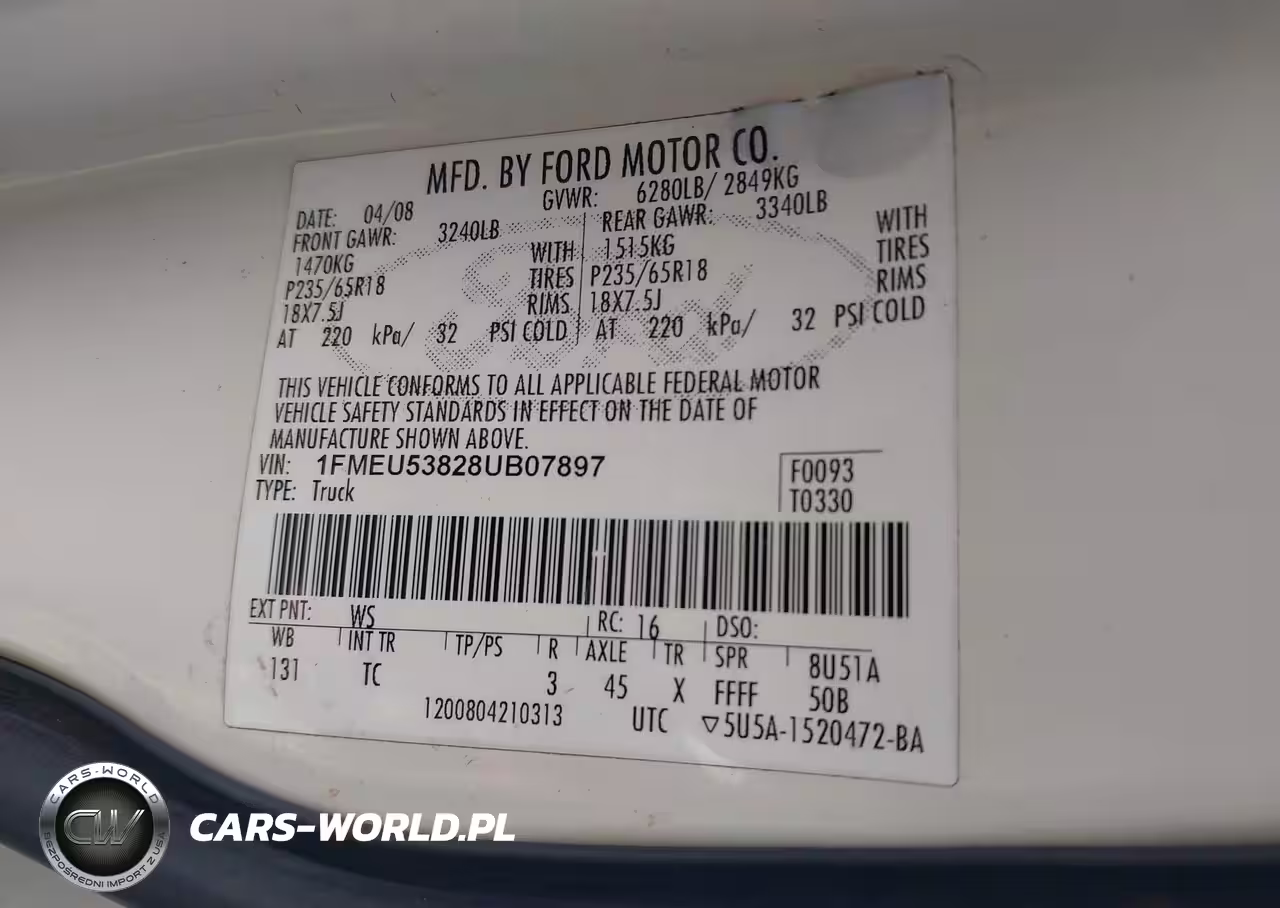 MFD. BY FORD MOTOR CO.
DATE: 04/08 GVWR: 6280LB/ 2849KG
FRONT GAWR: 3240LB REAR GAWR: 3340LB
1470KG WITH 1515KG WITH
P235/65R18 TIRES P235/65R18 TIRES
18X7.5J RIMS 18X7.5J RIMS
AT 220 kPa/ 32 PSI COLD AT 220 kPa/ 32 PSI COLD
THIS VEHICLE CONFORMS TO ALL APPLICABLE FEDERAL MOTOR
VEHICLE SAFETY STANDARDS IN EFFECT ON THE DATE OF
MANUFACTURE SHOWN ABOVE.
VIN: 1FMEU53828UB07897 F0093
TYPE: Truck T0330
EXT PNT: WS RC: 16 DSO:
WB INT TR TP/PS R AXLE TR SPR 8U51A
131 TC 3 45 X FFFF 50B
1200804210313 UTC ▽5U5A-1520472-BA
CARS-WORLD
CW
BEZPOŚREDNI IMPORT Z USA
CARS-WORLD.PL